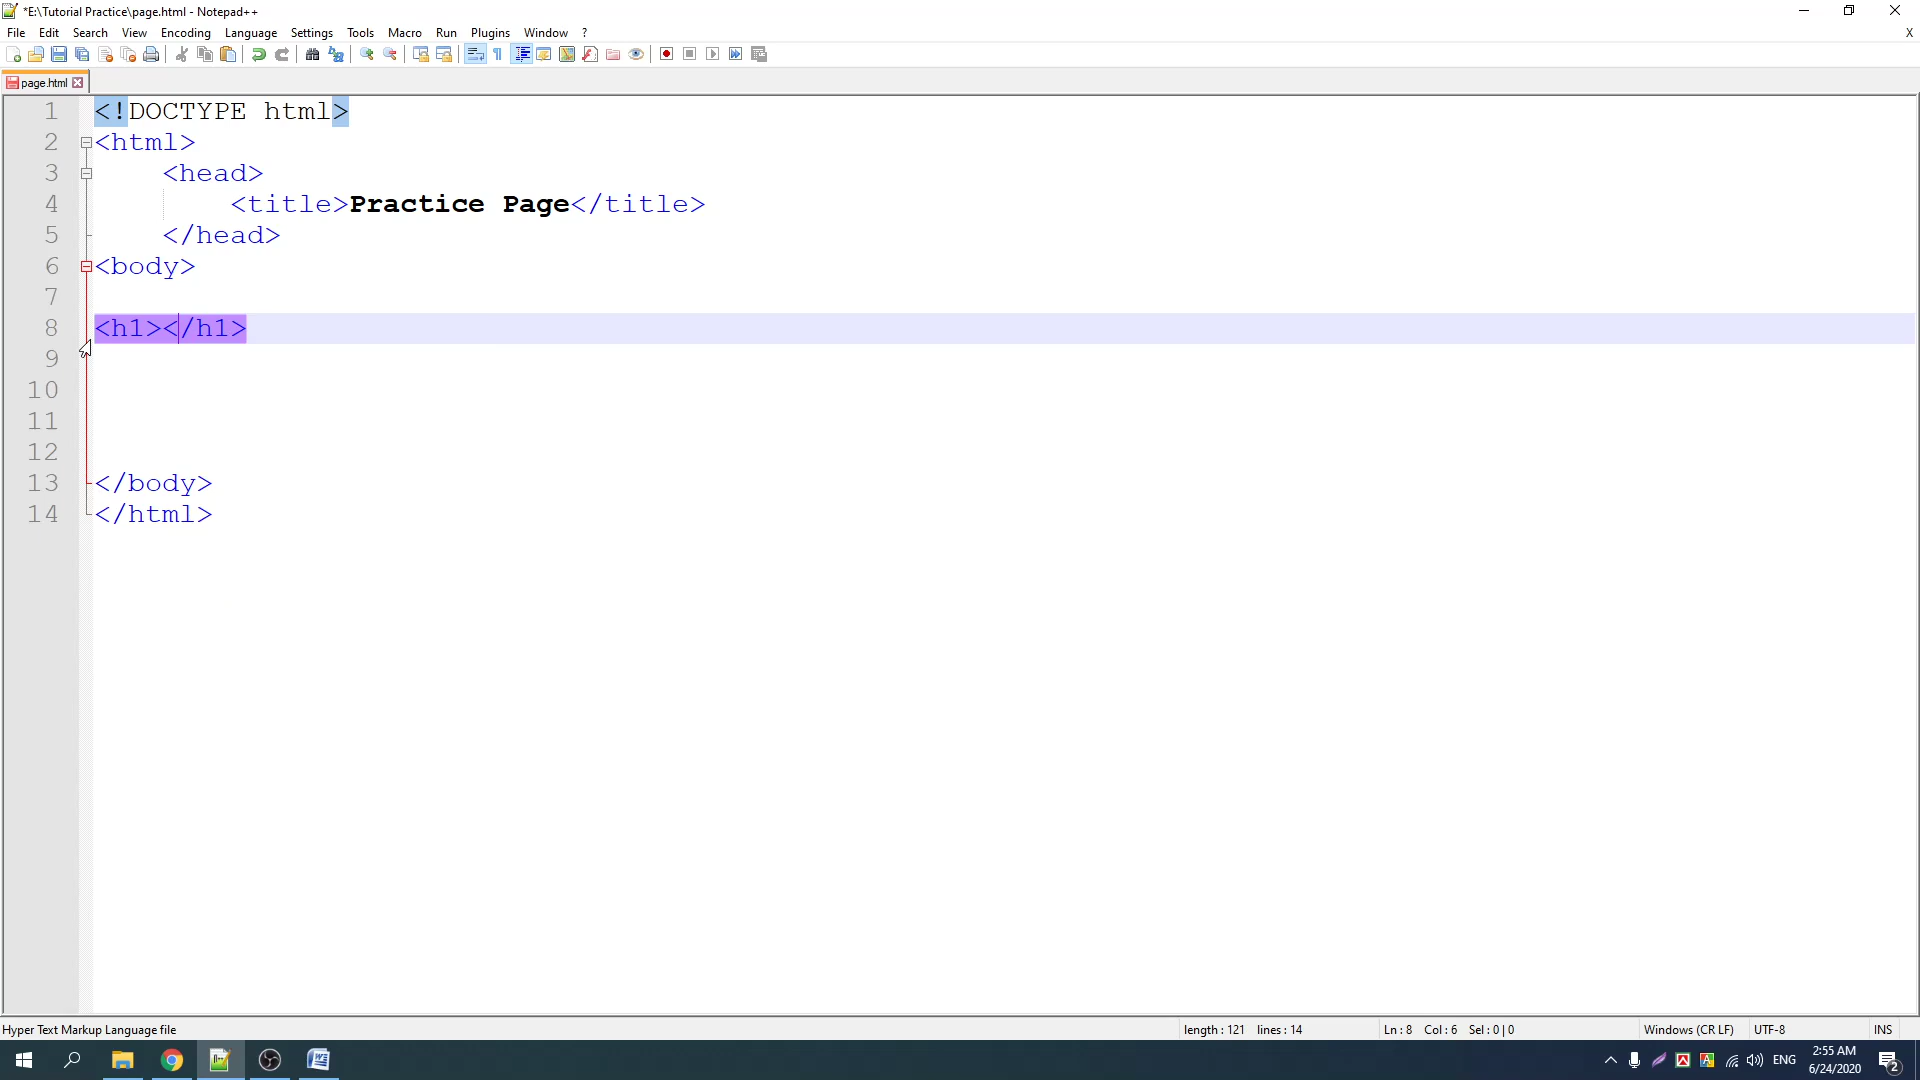 *E:\Tutorial Practice\page.html - Notepad++
File Edit Search View Encoding Language Settings Tools Macro Run Plugins Window ? X
page.html
1 <!DOCTYPE html>
2 <html>
3 <head>
4 <title>Practice Page</title>
5 </head>
6 <body>
7
8 <h1></h1>
9
10
11
12
13 </body>
14 </html>
Hyper Text Markup Language file length : 121 lines : 14 Ln : 8 Col : 6 Sel : 0 | 0 Windows (CR LF) UTF-8 INS
ENG 2:55 AM
6/24/2020 2